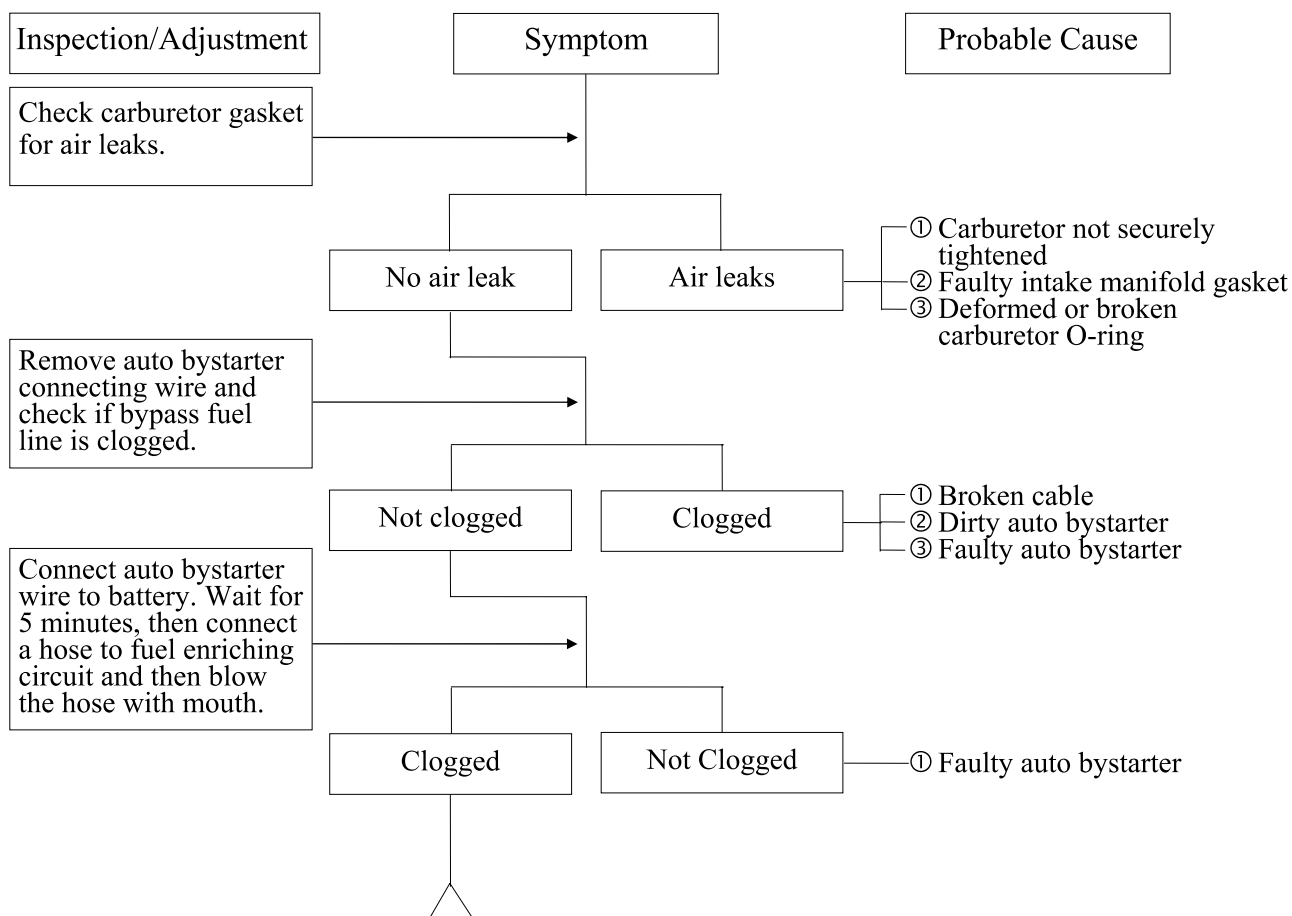 Inspection/Adjustment
Symptom
Probable Cause
Check carburetor gasket
for air leaks.
No air leak
Air leaks
① Carburetor not securely
tightened
② Faulty intake manifold gasket
③ Deformed or broken
carburetor O-ring
Remove auto bystarter
connecting wire and
check if bypass fuel
line is clogged.
Not clogged
Clogged
① Broken cable
② Dirty auto bystarter
③ Faulty auto bystarter
Connect auto bystarter
wire to battery. Wait for
5 minutes, then connect
a hose to fuel enriching
circuit and then blow
the hose with mouth.
Clogged
Not Clogged
① Faulty auto bystarter